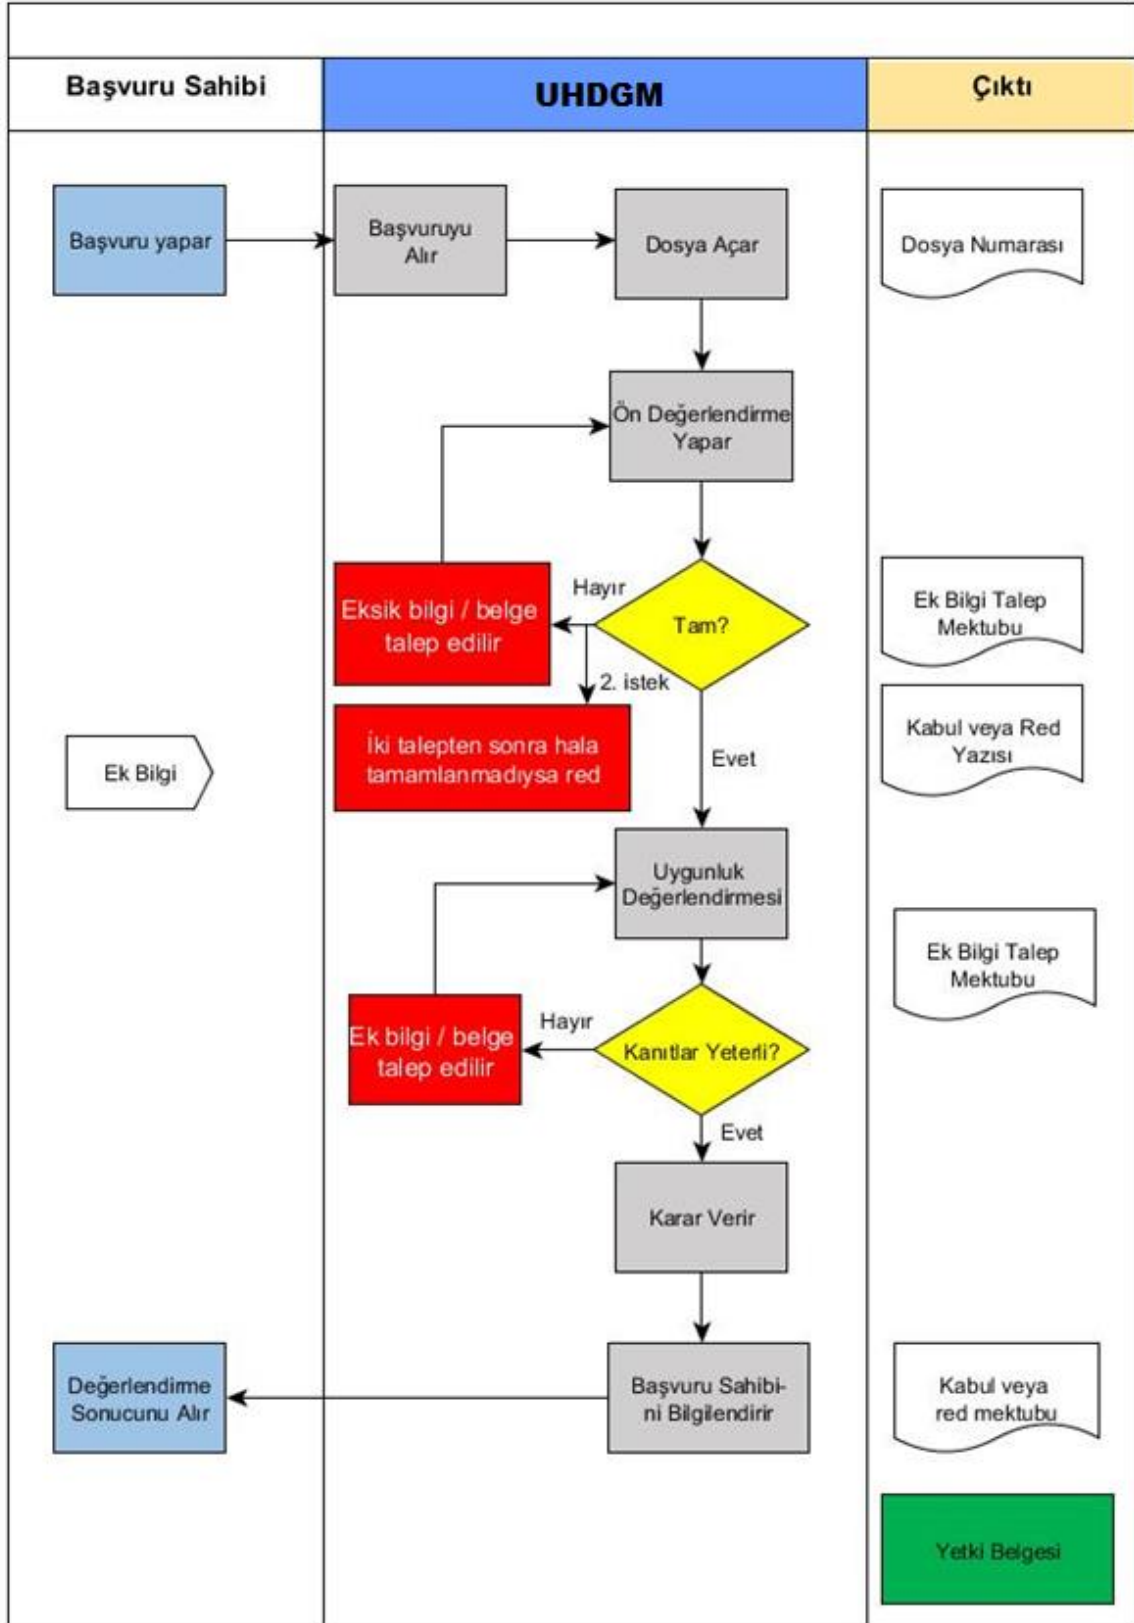 Başvuru Sahibi
UHDGM
Çıktı
Başvuru yapar
Başvuruyu
Alır
Dosya Açar
Dosya Numarası
Ön Değerlendirme
Yapar
Hayır
Eksik bilgi / belge
talep edilir
Tam?
Ek Bilgi Talep
Mektubu
2. istek
İki talepten sonra hala
tamamlanmadıysa red
Evet
Kabul veya Red
Yazısı
Ek Bilgi
Uygunluk
Değerlendirmesi
Ek Bilgi Talep
Mektubu
Hayır
Ek bilgi / belge
talep edilir
Kanıtlar Yeterli?
Evet
Karar Verir
Değerlendirme
Sonucunu Alır
Başvuru Sahibi-
ni Bilgilendirir
Kabul veya
red mektubu
Yetki Belgesi